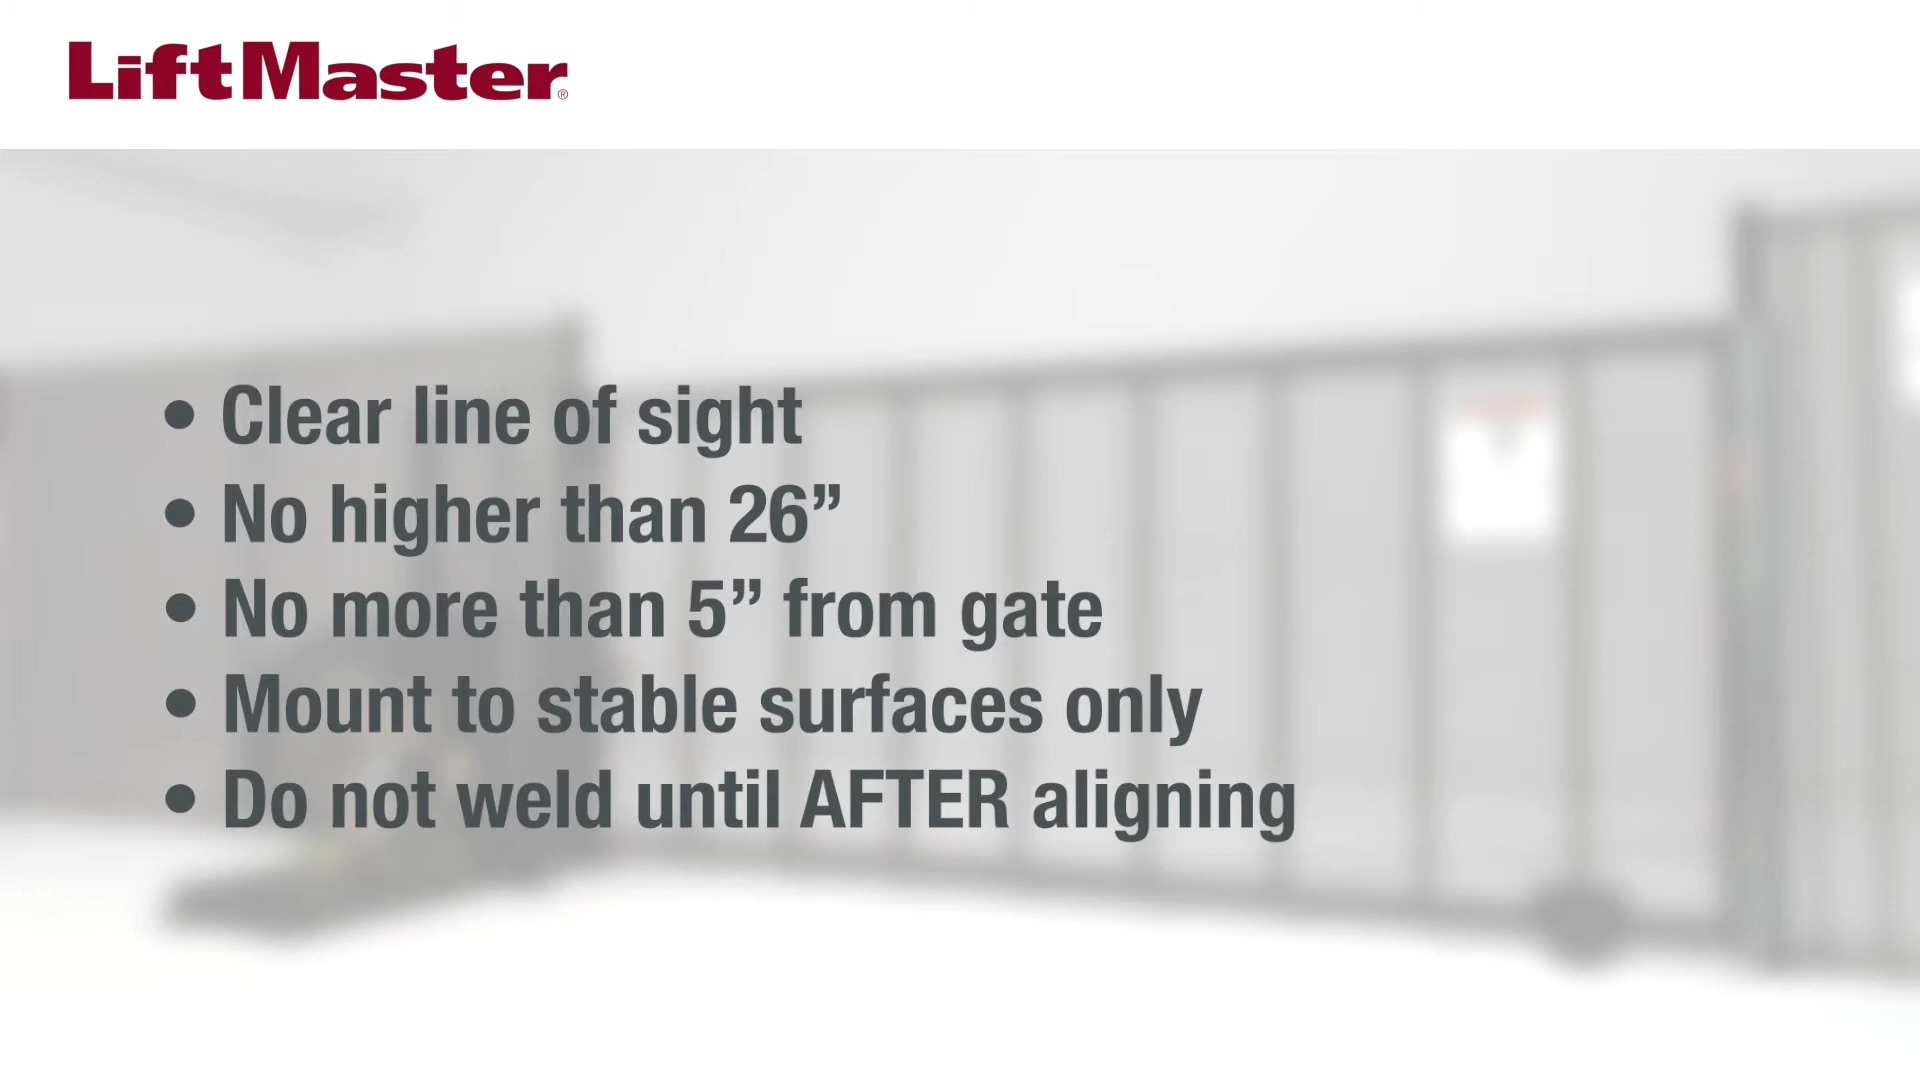 LiftMaster®
• Clear line of sight
• No higher than 26”
• No more than 5” from gate
• Mount to stable surfaces only
• Do not weld until AFTER aligning